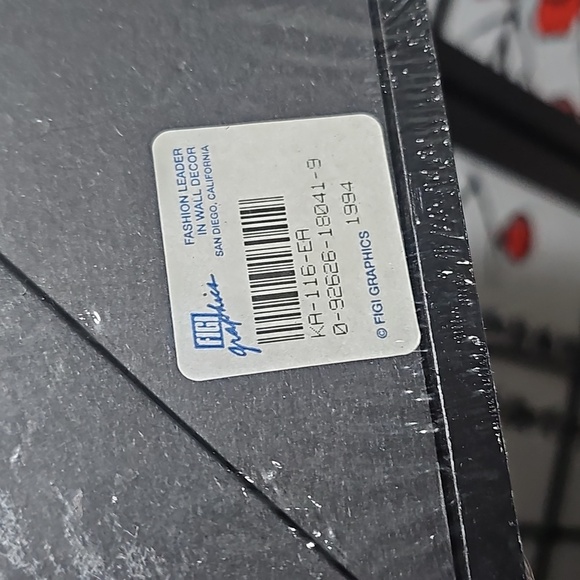 FIGI
graphics
FASHION LEADER
IN WALL DECOR
SAN DIEGO, CALIFORNIA
KA-116-EA
0-92626-18041-9
© FIGI GRAPHICS 1994